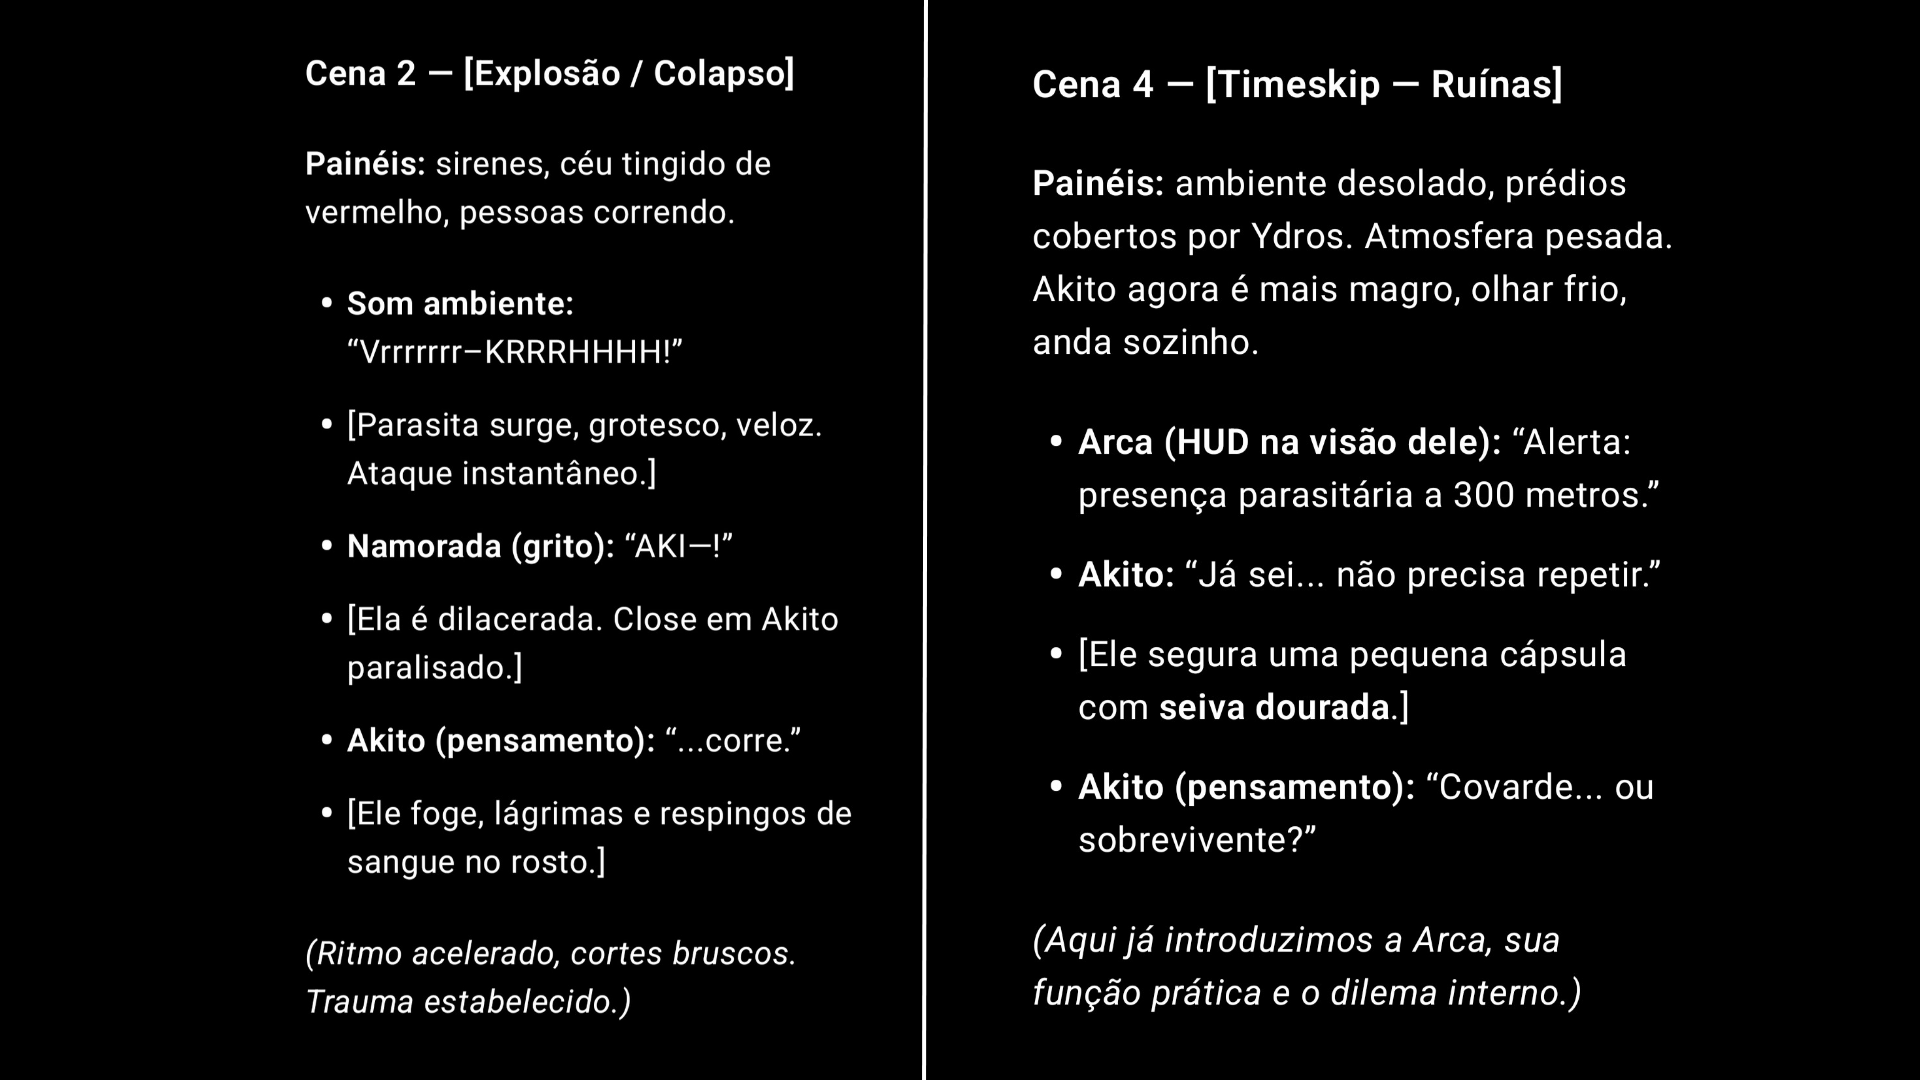 Cena 2 — [Explosão / Colapso]
Painéis: sirenes, céu tingido de
vermelho, pessoas correndo.
• Som ambiente:
“Vrrrrrrr–KRRRHHHH!”
• [Parasita surge, grotesco, veloz.
Ataque instantâneo.]
• Namorada (grito): “AKI—!”
• [Ela é dilacerada. Close em Akito
paralisado.]
• Akito (pensamento): “...corre.”
• [Ele foge, lágrimas e respingos de
sangue no rosto.]
(Ritmo acelerado, cortes bruscos.
Trauma estabelecido.)
Cena 4 — [Timeskip — Ruínas]
Painéis: ambiente desolado, prédios
cobertos por Ydros. Atmosfera pesada.
Akito agora é mais magro, olhar frio,
anda sozinho.
• Arca (HUD na visão dele): “Alerta:
presença parasitária a 300 metros.”
• Akito: “Já sei... não precisa repetir.”
• [Ele segura uma pequena cápsula
com seiva dourada.]
• Akito (pensamento): “Covarde... ou
sobrevivente?”
(Aqui já introduzimos a Arca, sua
função prática e o dilema interno.)